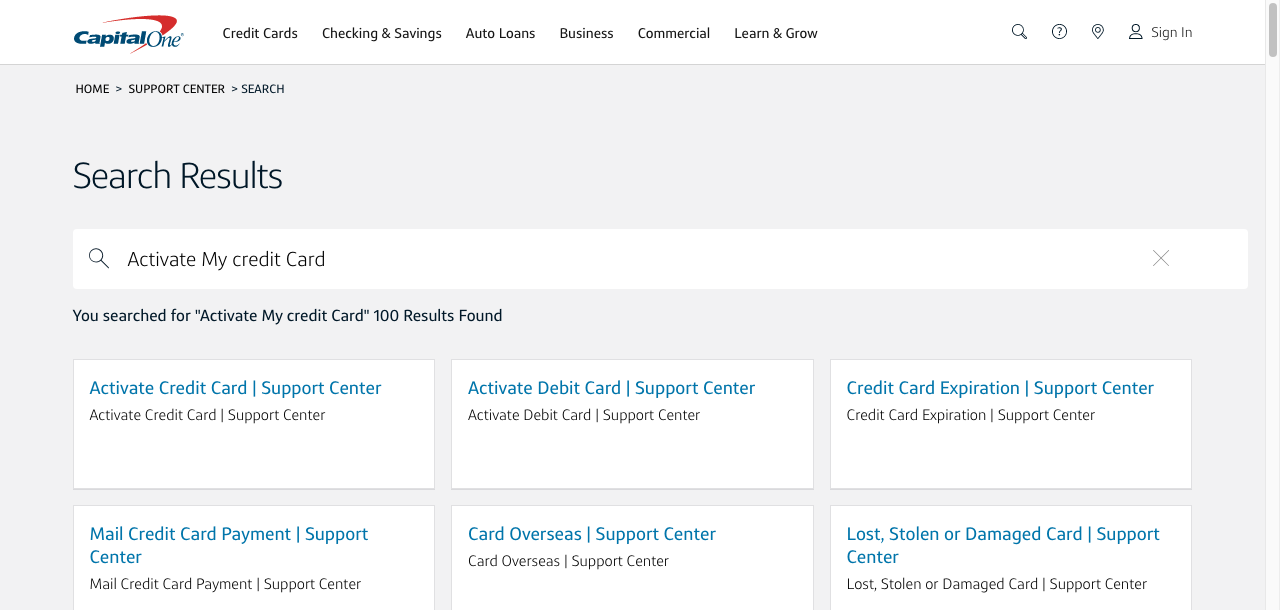 Capital One
Credit Cards
Checking & Savings
Auto Loans
Business
Commercial
Learn & Grow
Sign In
HOME > SUPPORT CENTER > SEARCH
Search Results
Activate My credit Card
You searched for "Activate My credit Card" 100 Results Found
Activate Credit Card | Support Center
Activate Credit Card | Support Center
Activate Debit Card | Support Center
Activate Debit Card | Support Center
Credit Card Expiration | Support Center
Credit Card Expiration | Support Center
Mail Credit Card Payment | Support
Center
Mail Credit Card Payment | Support Center
Card Overseas | Support Center
Card Overseas | Support Center
Lost, Stolen or Damaged Card | Support
Center
Lost, Stolen or Damaged Card | Support Center